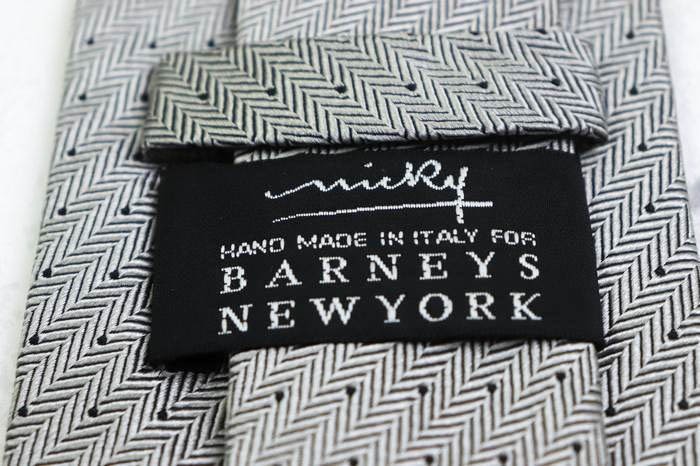 nicky
HAND MADE IN ITALY FOR
BARNEYS
NEWYORK